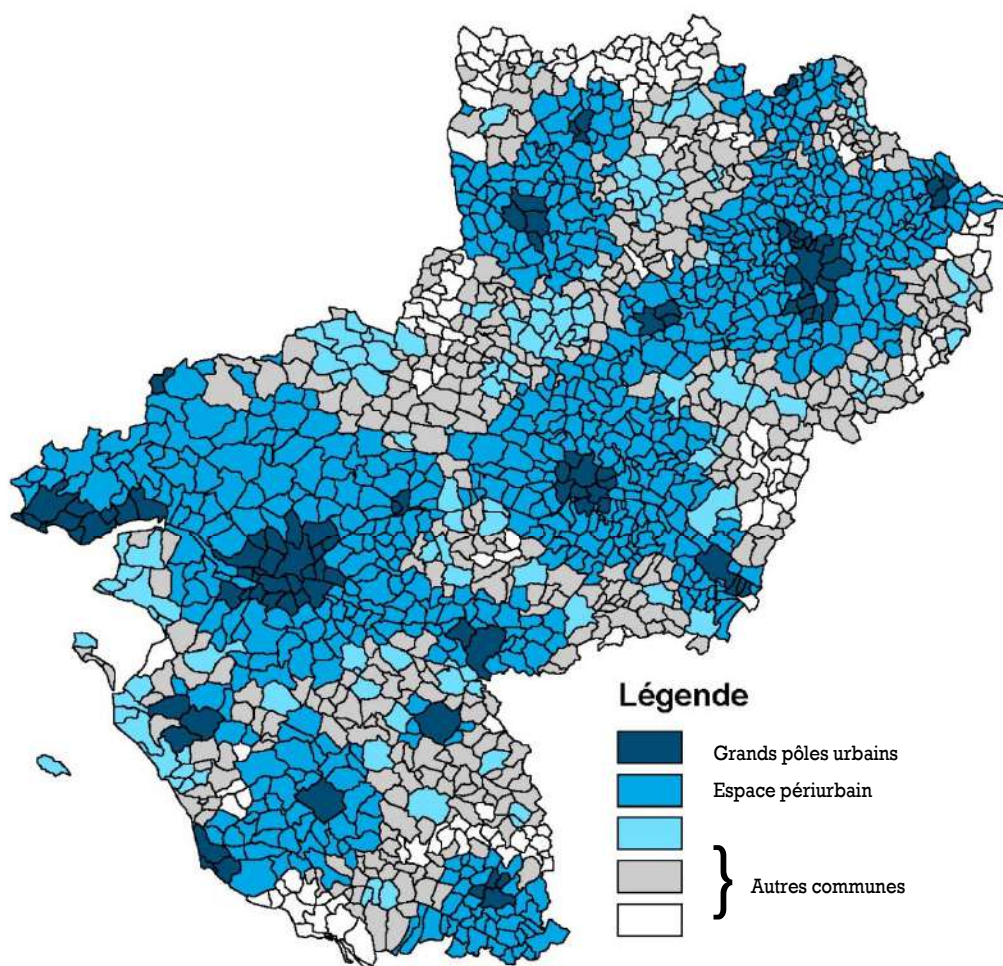 Légende
Grands pôles urbains
Espace périurbain
} Autres communes